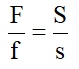 F/f = S/s